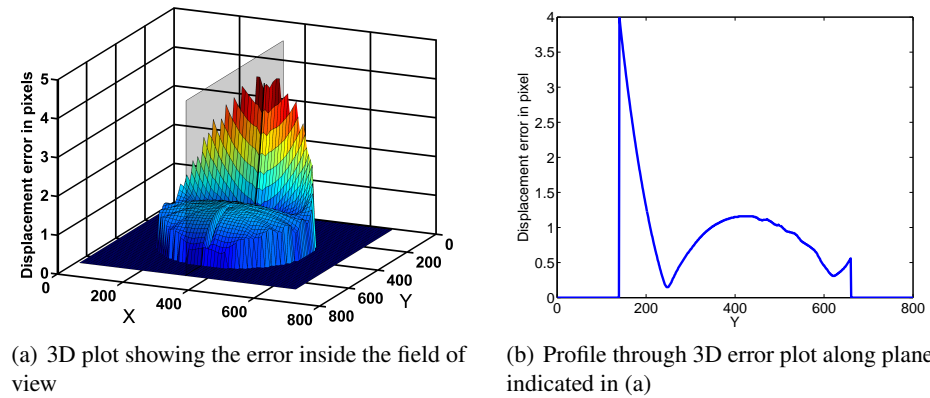 5
4
3
2
1
0
Displacement error in pixels
200
400
600
800
X
0
200
400
600
800
Y
4
3.5
3
2.5
2
1.5
1
0.5
0
Displacement error in pixel
0 200 400 600 800
Y
(a) 3D plot showing the error inside the field of
view
(b) Profile through 3D error plot along plane
indicated in (a)